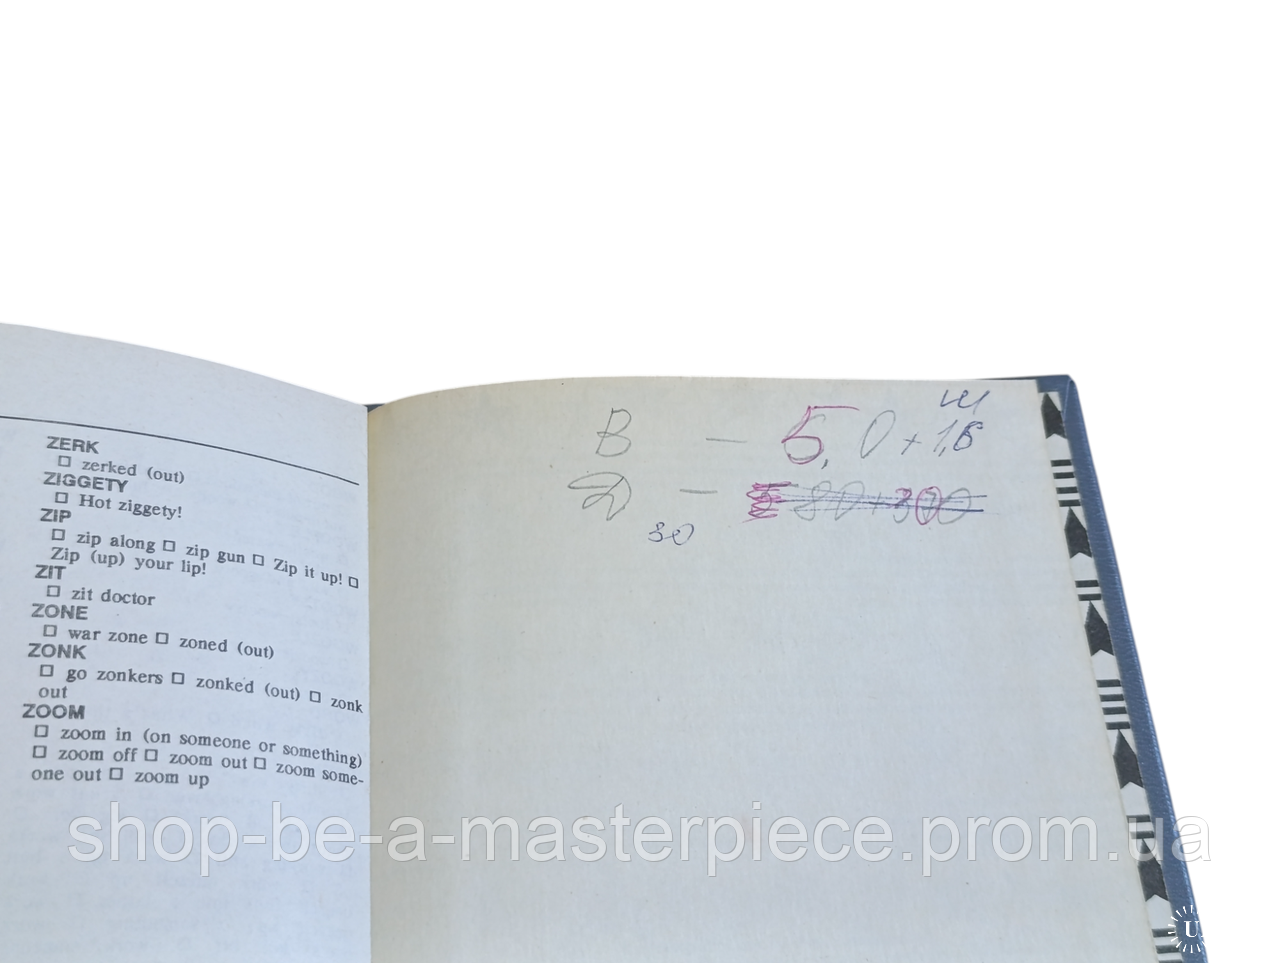 ZERK
☐ zerked (out)
ZIGGETY
☐ Hot ziggety!
ZIP
☐ zip along ☐ zip gun ☐ Zip it up! ☐
Zip (up) your lip!
ZIT
☐ zit doctor
ZONE
☐ war zone ☐ zoned (out)
ZONK
☐ go zonkers ☐ zonked (out) ☐ zonk
out
ZOOM
☐ zoom in (on someone or something)
☐ zoom off ☐ zoom out ☐ zoom some-
one out ☐ zoom up
В — 5,0+1,8
Д —
30
shop-be-a-masterpiece.prom.ua